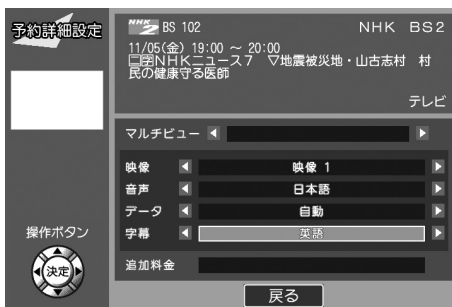 予約詳細設定
NHK 2 BS 102 NHK BS2
11/05(金) 19:00 ～ 20:00
二字NHKニュース7 ▽地震被災地・山古志村 村
民の健康守る医師
テレビ
マルチビュー
映像 映像 1
音声 日本語
データ 自動
字幕 英語
追加料金
操作ボタン
決定
戻る